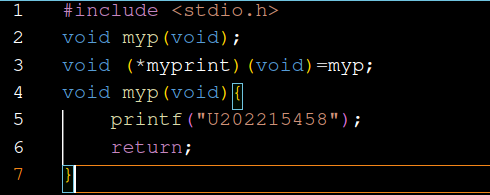 1 #include <stdio.h>
2 void myp(void);
3 void (*myprint)(void)=myp;
4 void myp(void){
5     printf("U202215458");
6     return;
7 }